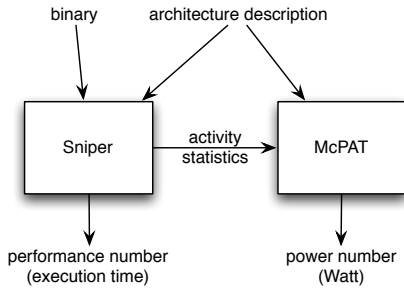 binary
architecture description
Sniper
activity
statistics
McPAT
performance number
(execution time)
power number
(Watt)